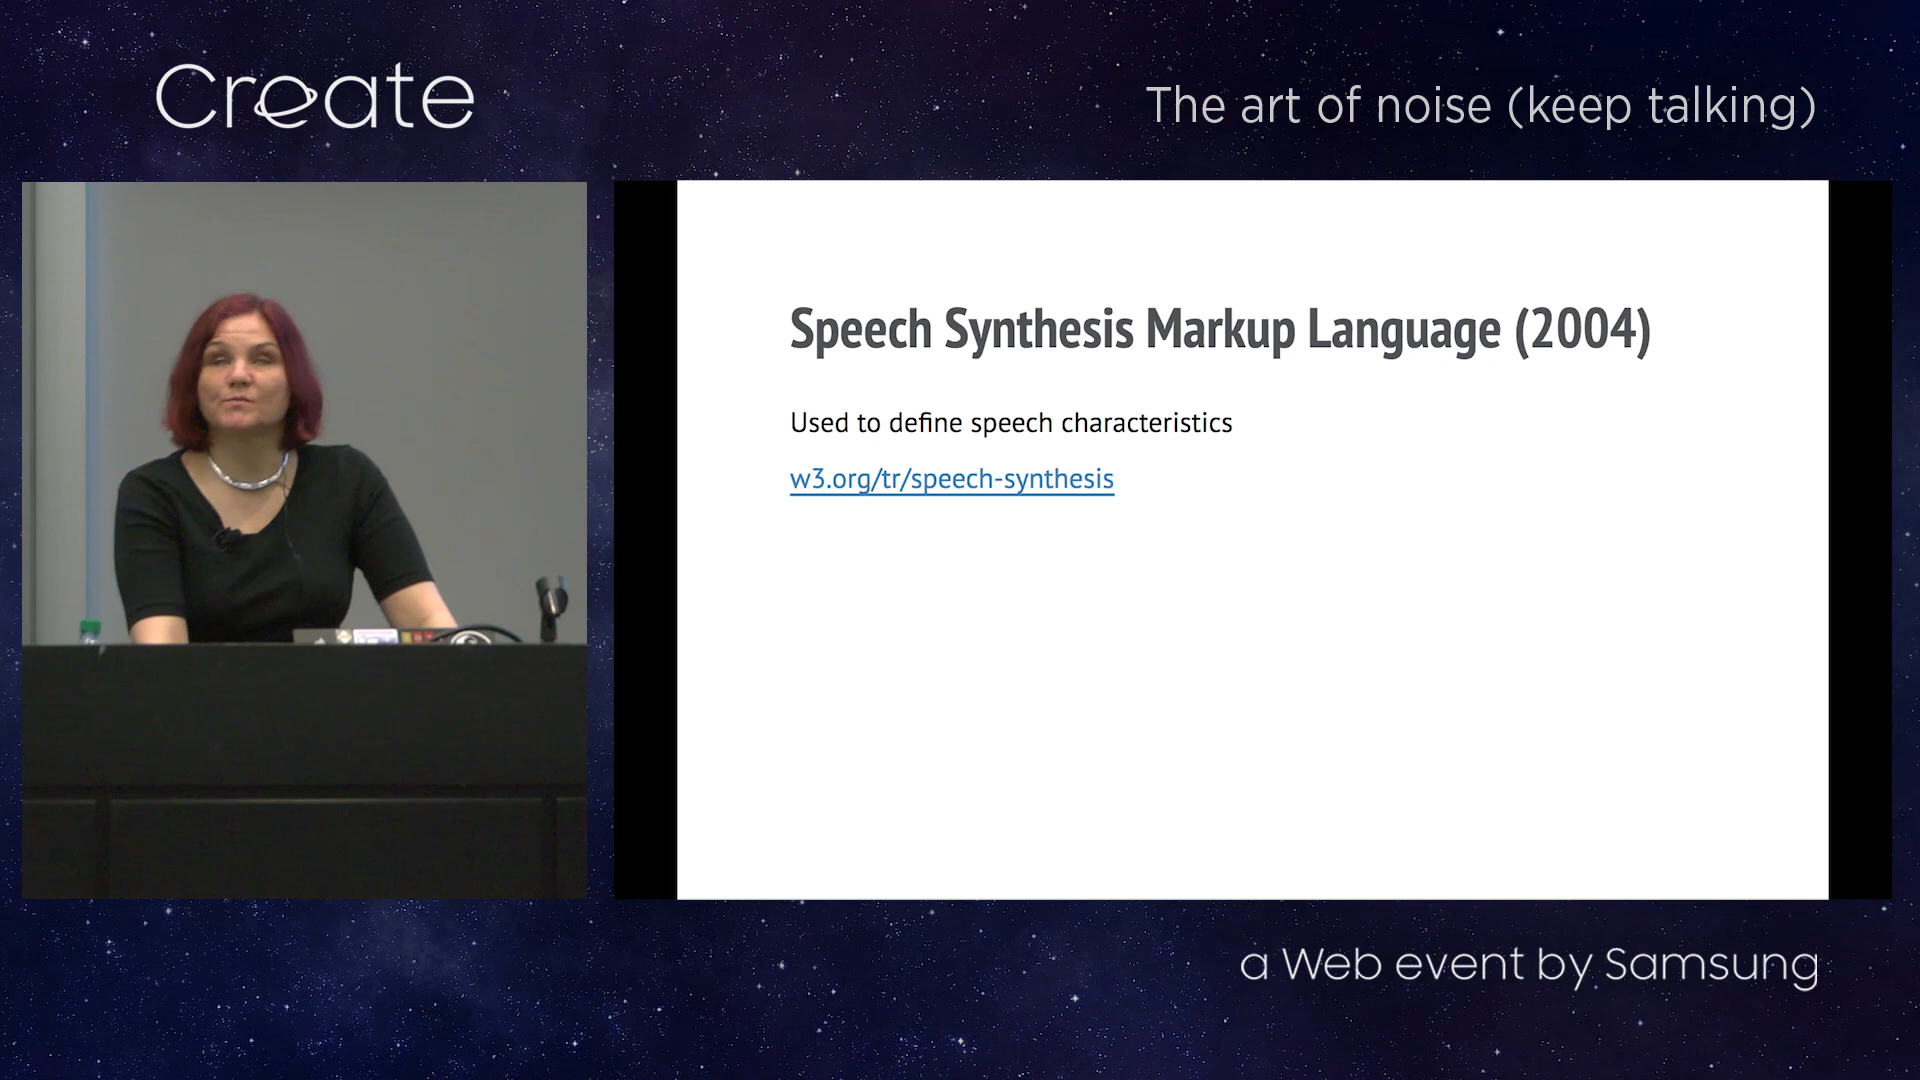 Create
The art of noise (keep talking)
Speech Synthesis Markup Language (2004)
Used to define speech characteristics
w3.org/tr/speech-synthesis
a Web event by Samsung